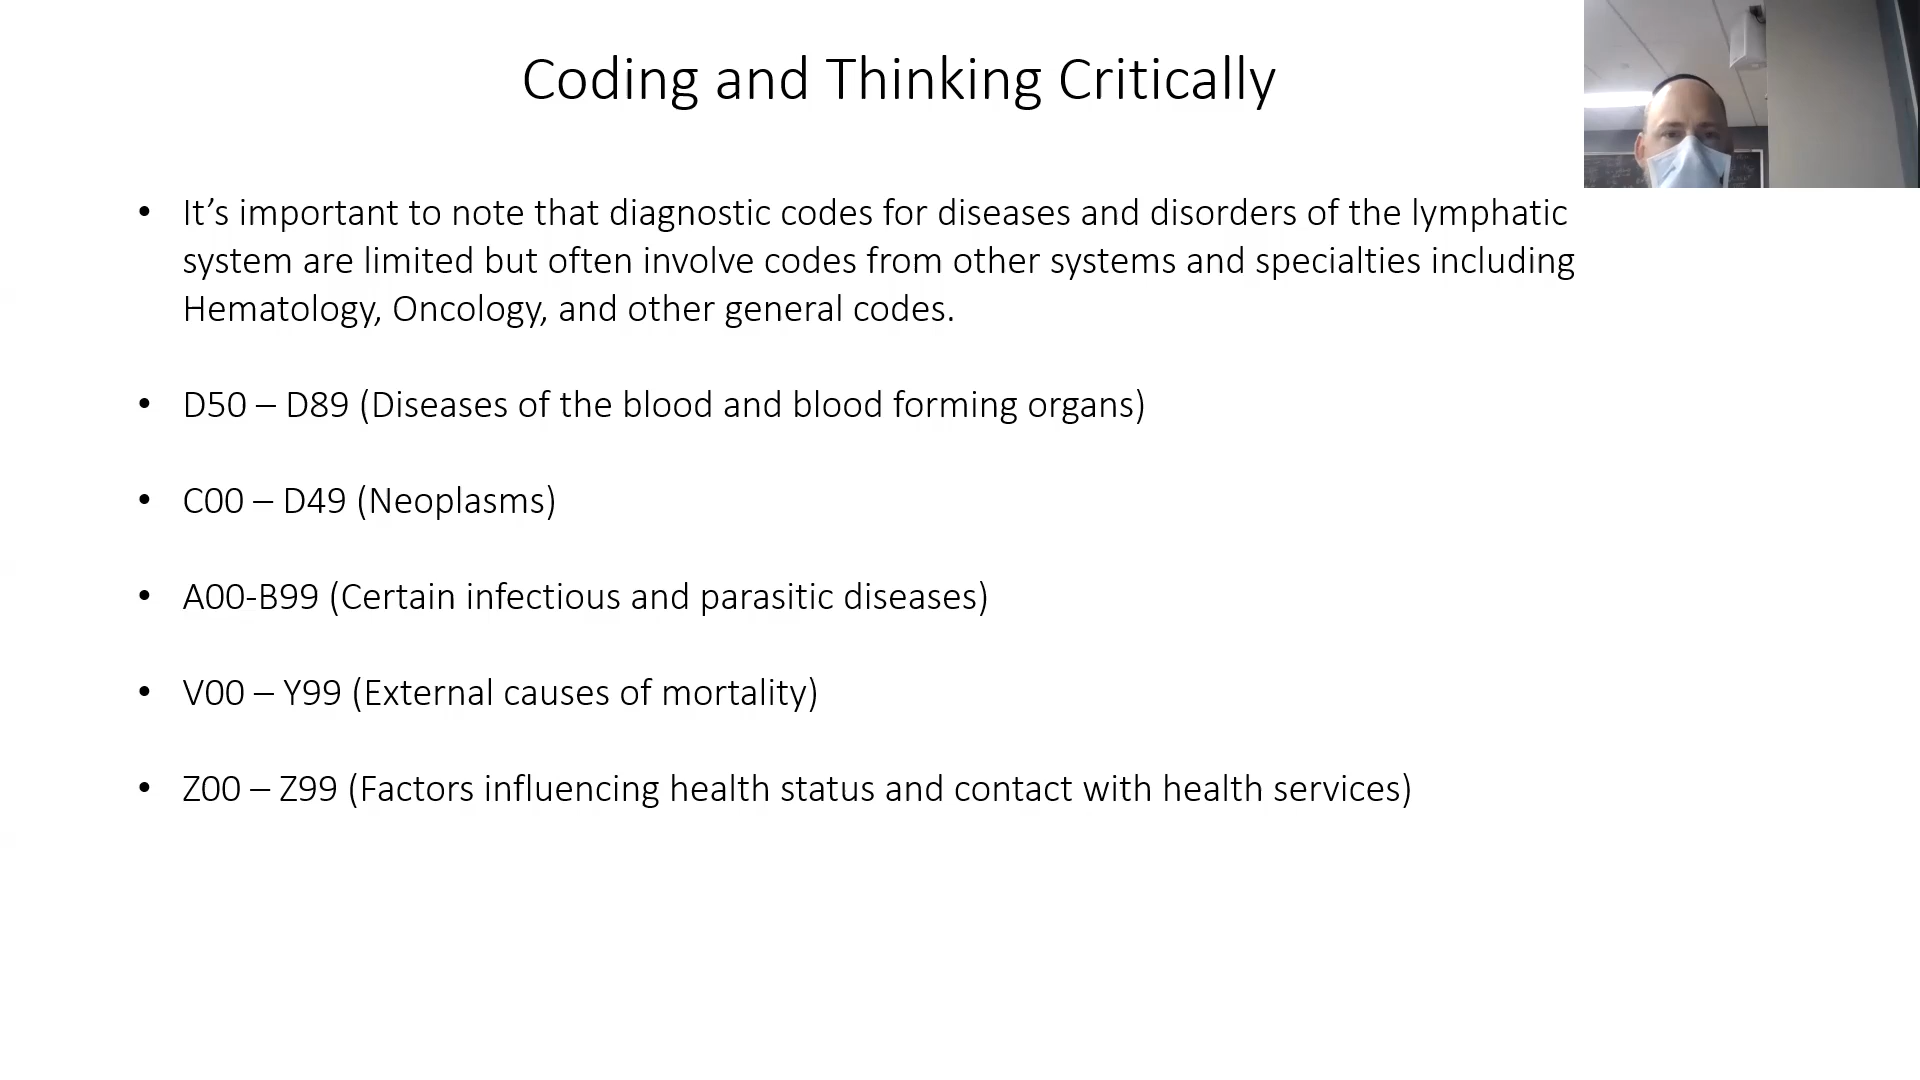 Coding and Thinking Critically
• It’s important to note that diagnostic codes for diseases and disorders of the lymphatic
system are limited but often involve codes from other systems and specialties including
Hematology, Oncology, and other general codes.
• D50 – D89 (Diseases of the blood and blood forming organs)
• C00 – D49 (Neoplasms)
• A00-B99 (Certain infectious and parasitic diseases)
• V00 – Y99 (External causes of mortality)
• Z00 – Z99 (Factors influencing health status and contact with health services)